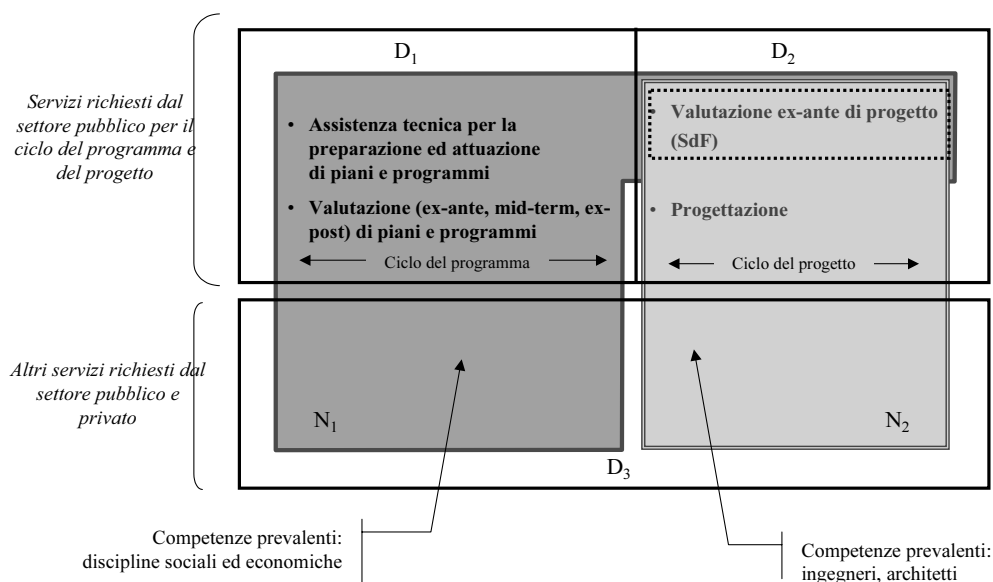 D1
D2
Servizi richiesti dal
settore pubblico per il
ciclo del programma e
del progetto
• Assistenza tecnica per la
preparazione ed attuazione
di piani e programmi
• Valutazione (ex-ante, mid-term, ex-
post) di piani e programmi
Ciclo del programma
• Valutazione ex-ante di progetto
(SdF)
• Progettazione
Ciclo del progetto
Altri servizi richiesti dal
settore pubblico e
privato
N1
N2
D3
Competenze prevalenti:
discipline sociali ed economiche
Competenze prevalenti:
ingegneri, architetti